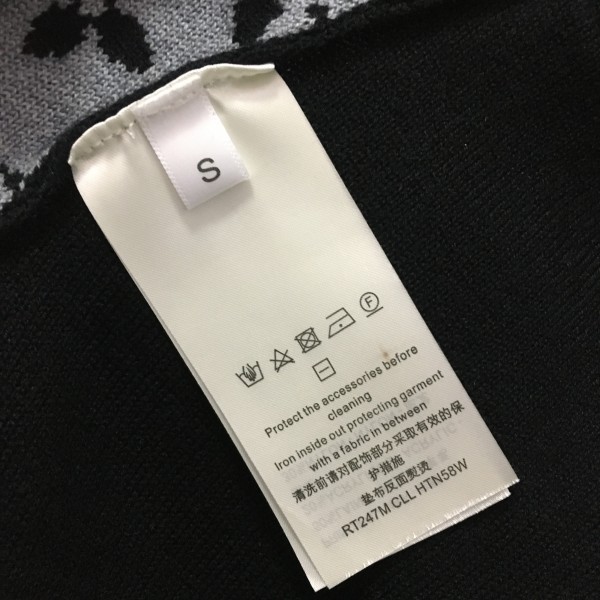 S
F
Protect the accessories before
cleaning
Iron inside out protecting garment
with a fabric in between
清洗前请对配饰部分采取有效的保
护措施
垫布反面熨烫
RT247M CLL HTN58W